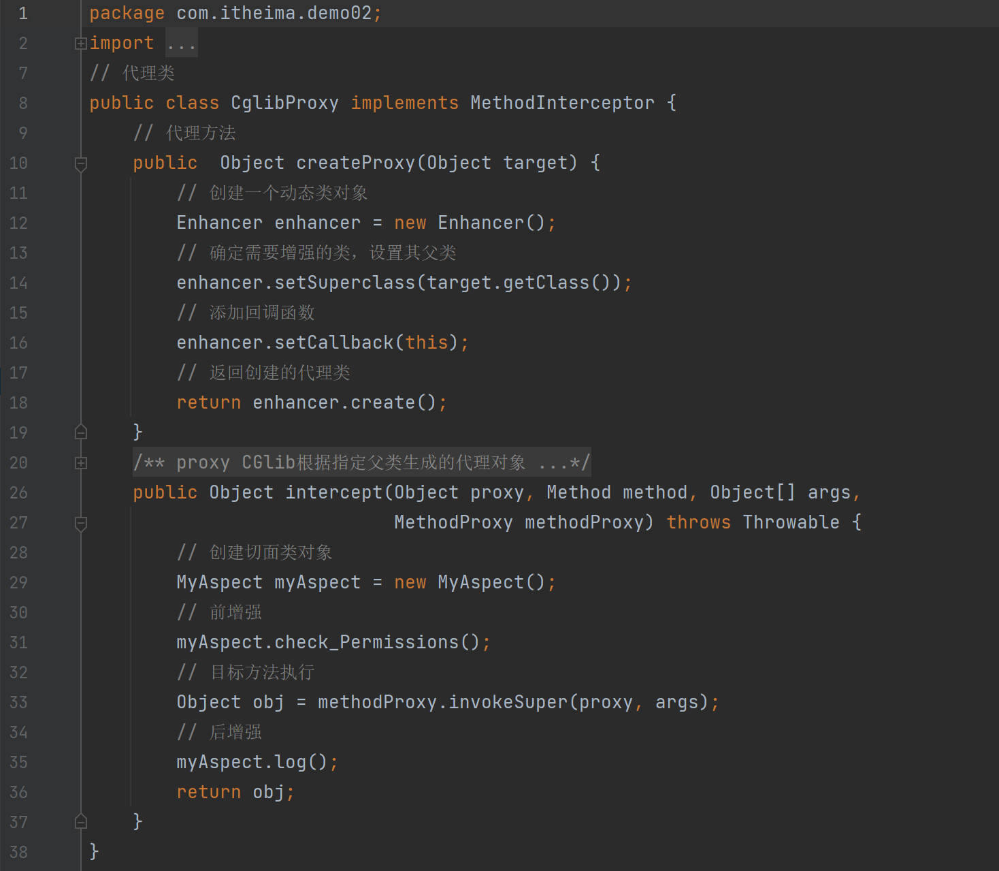 1 package com.itheima.demo02;
2 import ...
7 // 代理类
8 public class CglibProxy implements MethodInterceptor {
9 // 代理方法
10 public  Object createProxy(Object target) {
11 // 创建一个动态类对象
12 Enhancer enhancer = new Enhancer();
13 // 确定需要增强的类，设置其父类
14 enhancer.setSuperclass(target.getClass());
15 // 添加回调函数
16 enhancer.setCallback(this);
17 // 返回创建的代理类
18 return enhancer.create();
19 }
20 /** proxy CGlib根据指定父类生成的代理对象 ...*/
26 public Object intercept(Object proxy, Method method, Object[] args,
27 MethodProxy methodProxy) throws Throwable {
28 // 创建切面类对象
29 MyAspect myAspect = new MyAspect();
30 // 前增强
31 myAspect.check_Permissions();
32 // 目标方法执行
33 Object obj = methodProxy.invokeSuper(proxy, args);
34 // 后增强
35 myAspect.log();
36 return obj;
37 }
38 }